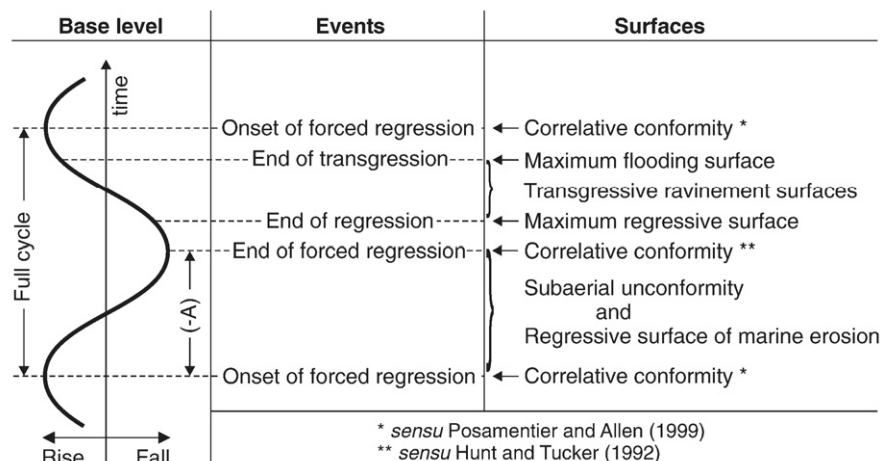 Base level Events Surfaces
time
Onset of forced regression Correlative conformity *
End of transgression Maximum flooding surface
Transgressive ravinement surfaces
End of regression Maximum regressive surface
End of forced regression Correlative conformity **
Full cycle
(-A)
Subaerial unconformity
and
Regressive surface of marine erosion
Onset of forced regression Correlative conformity *
* sensu Posamentier and Allen (1999)
Rise Fall ** sensu Hunt and Tucker (1992)